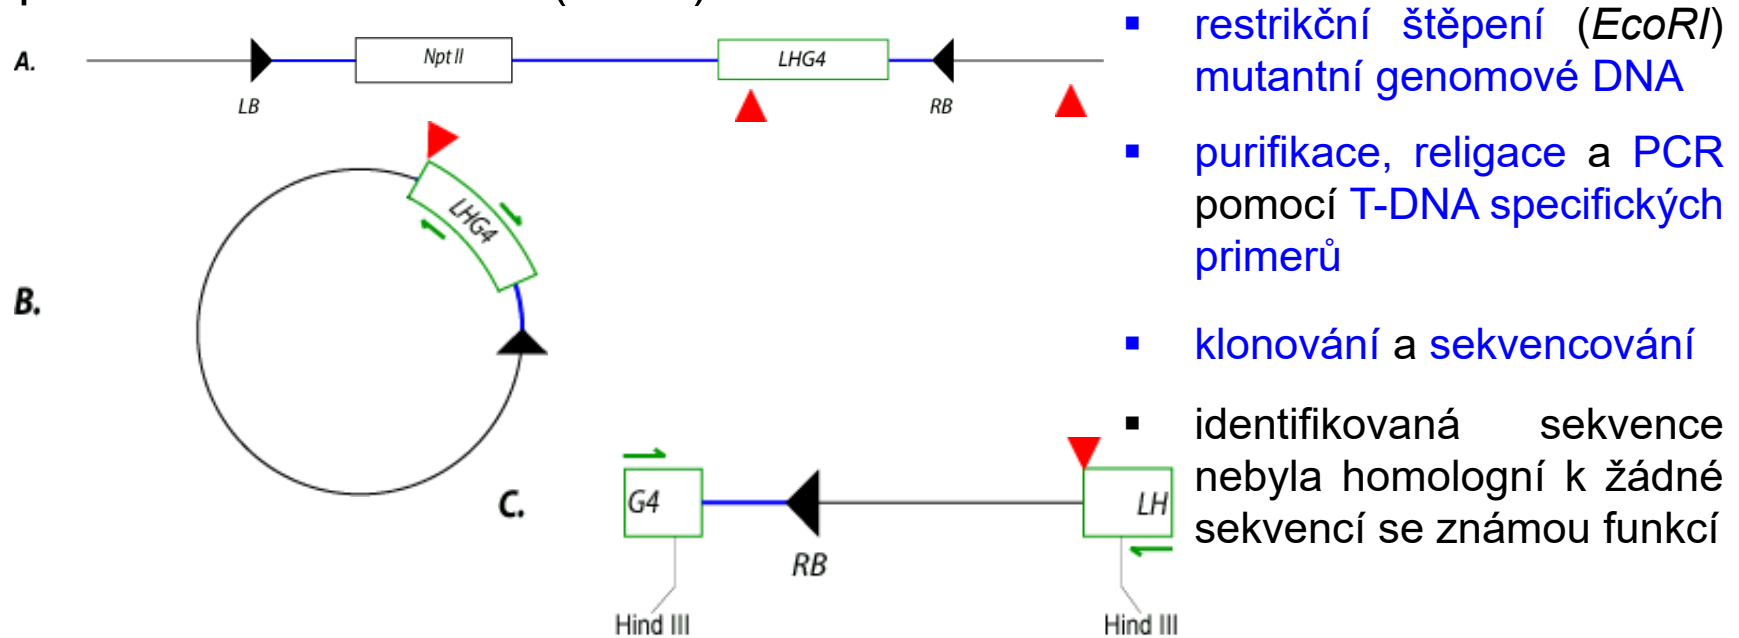 A.
Npt II
LHG4
LB
RB
B.
LHG4
C.
G4
LH
RB
Hind III
Hind III
▪ restrikční štěpení (EcoRI)
mutantní genomové DNA
▪ purifikace, religace a PCR
pomocí T-DNA specifických
primerů
▪ klonování a sekvencování
▪ identifikovaná sekvence
nebyla homologní k žádné
sekvencí se známou funkcí